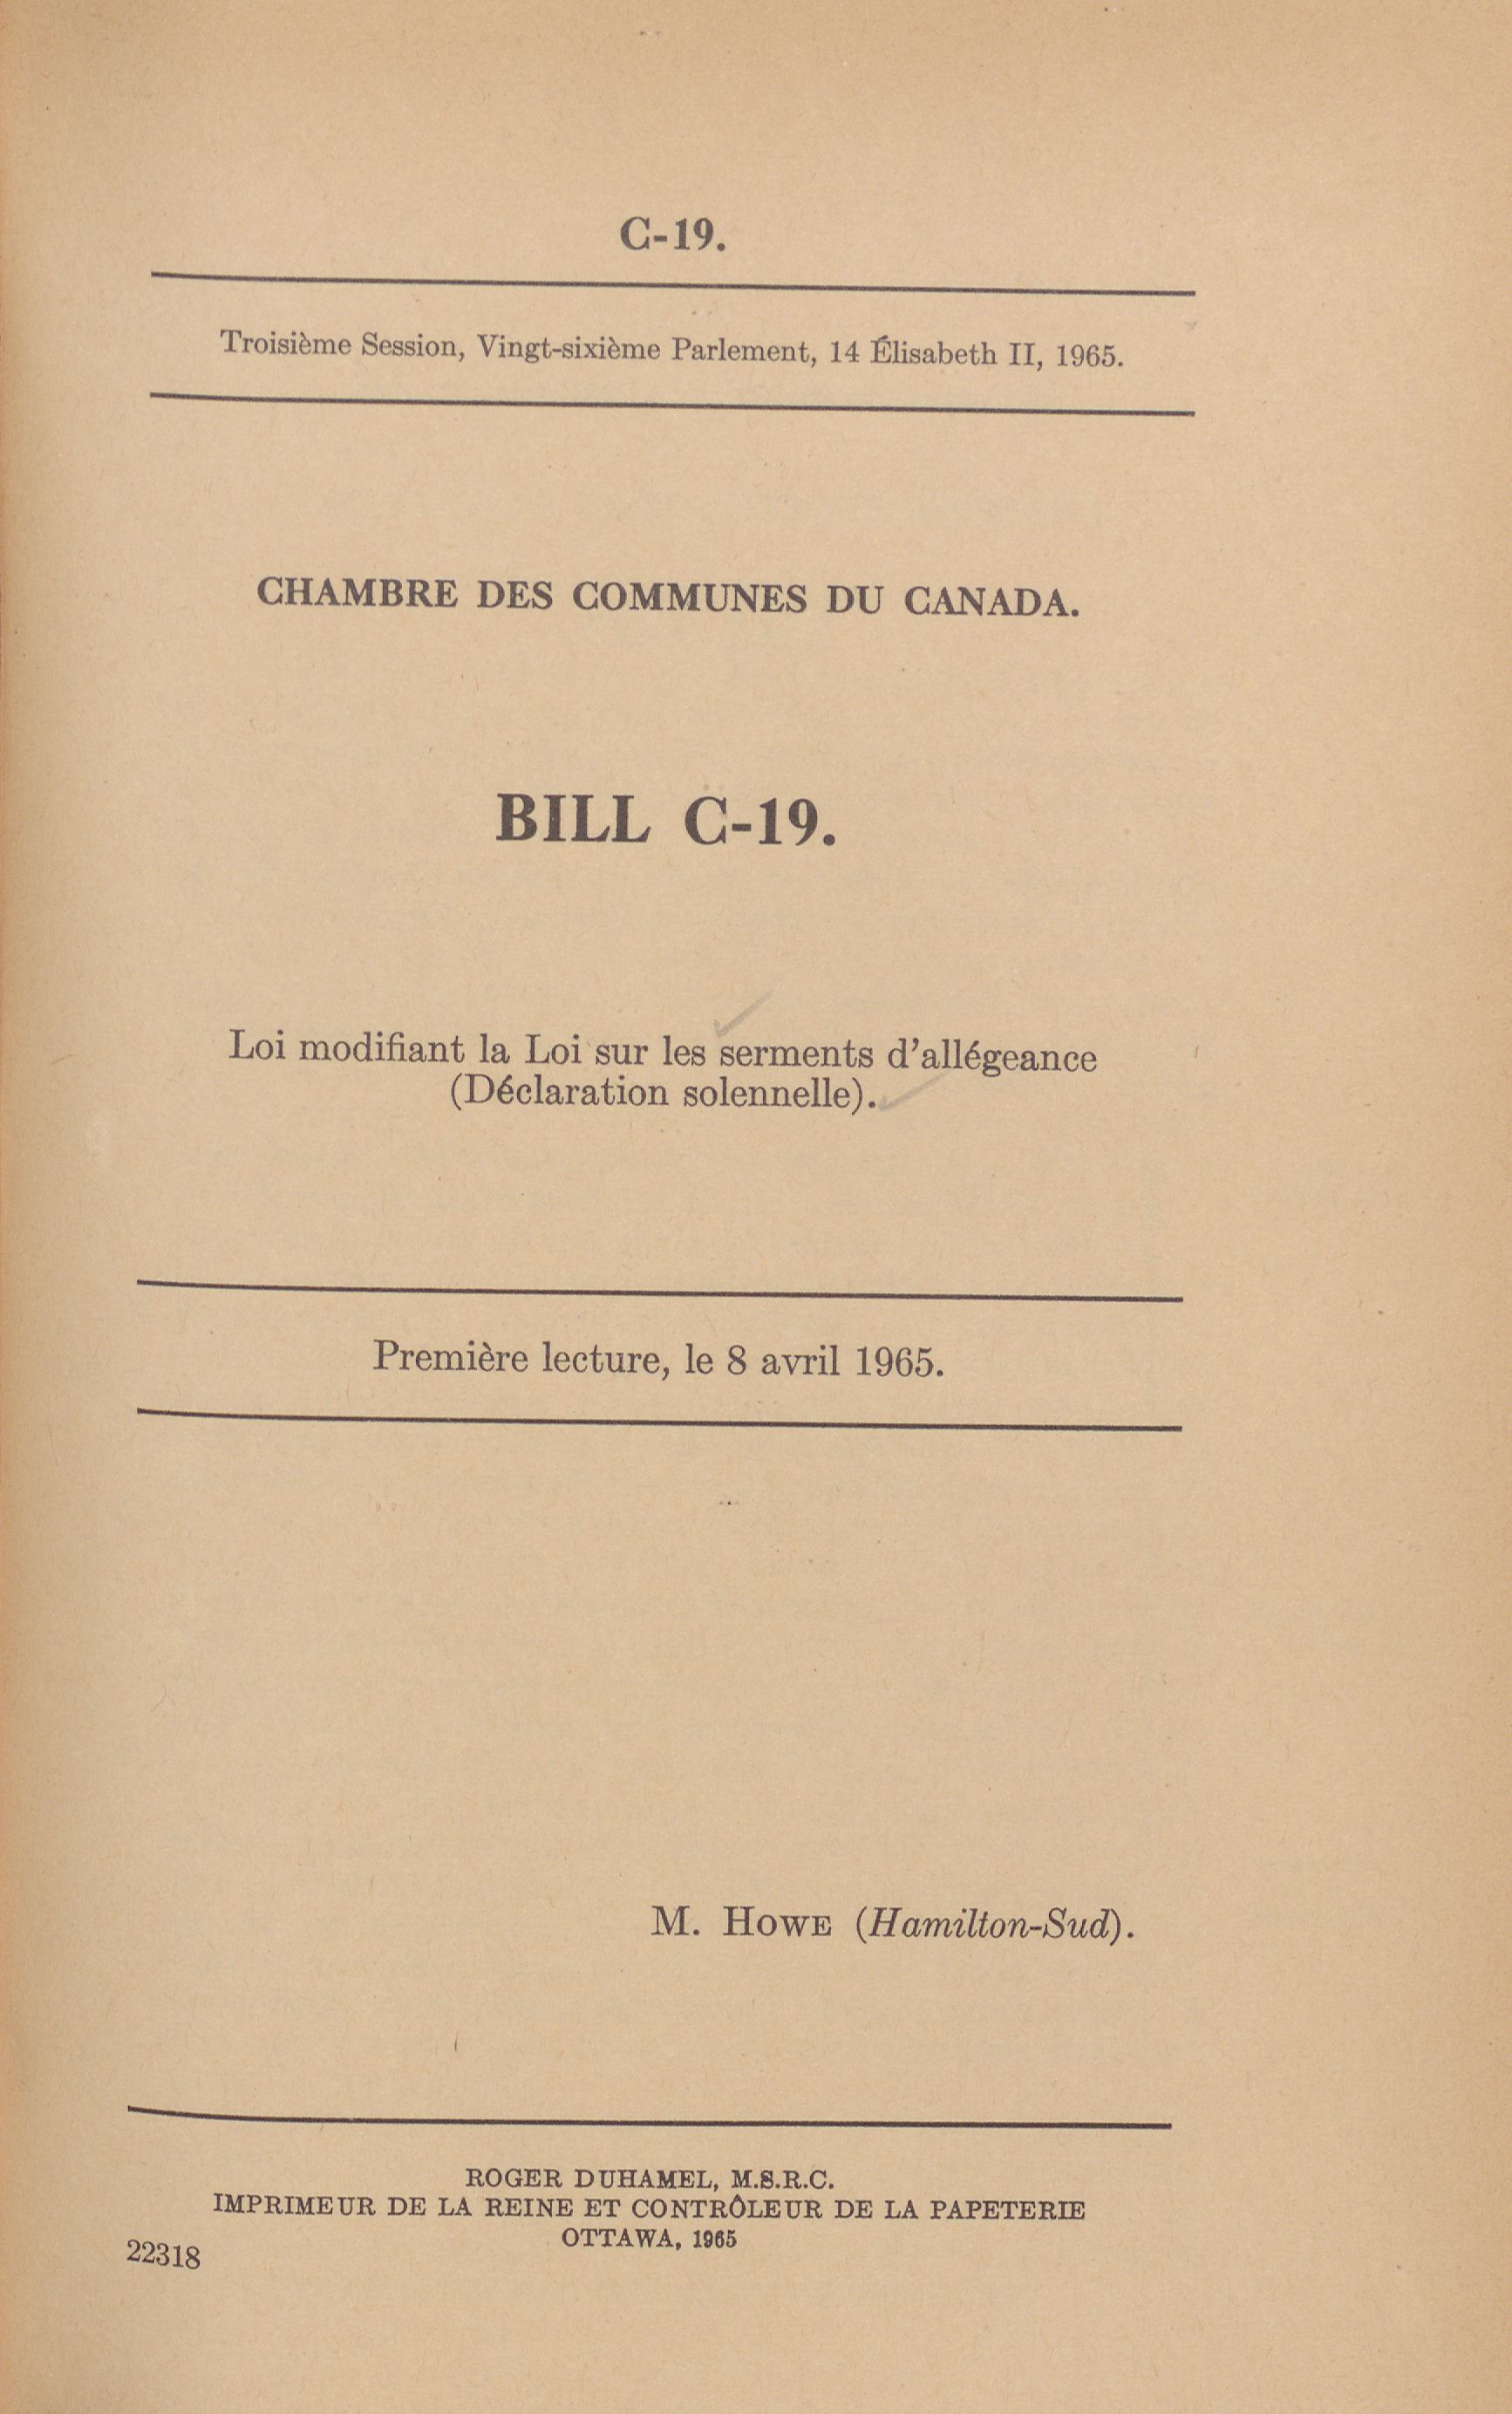 C-19.
Troisième Session, Vingt-sixième Parlement, 14 Élisabeth II, 1965.
CHAMBRE DES COMMUNES DU CANADA.
BILL C-19.
Loi modifiant la Loi sur les serments d'allégeance
(Déclaration solennelle).
Première lecture, le 8 avril 1965.
M. HOWE (Hamilton-Sud).
ROGER DUHAMEL, M.S.R.C.
IMPRIMEUR DE LA REINE ET CONTRÔLEUR DE LA PAPETERIE
OTTAWA, 1965
22318